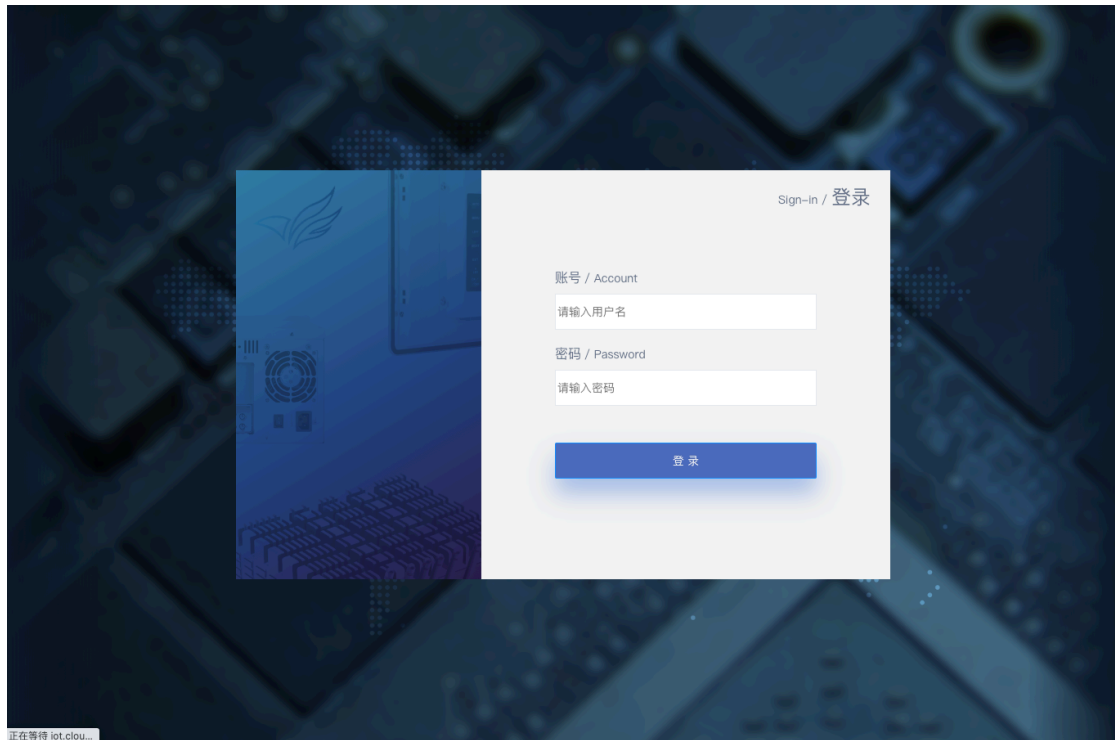 Sign-in / 登录
账号 / Account
请输入用户名
密码 / Password
请输入密码
登 录
正在等待 iot.clou...